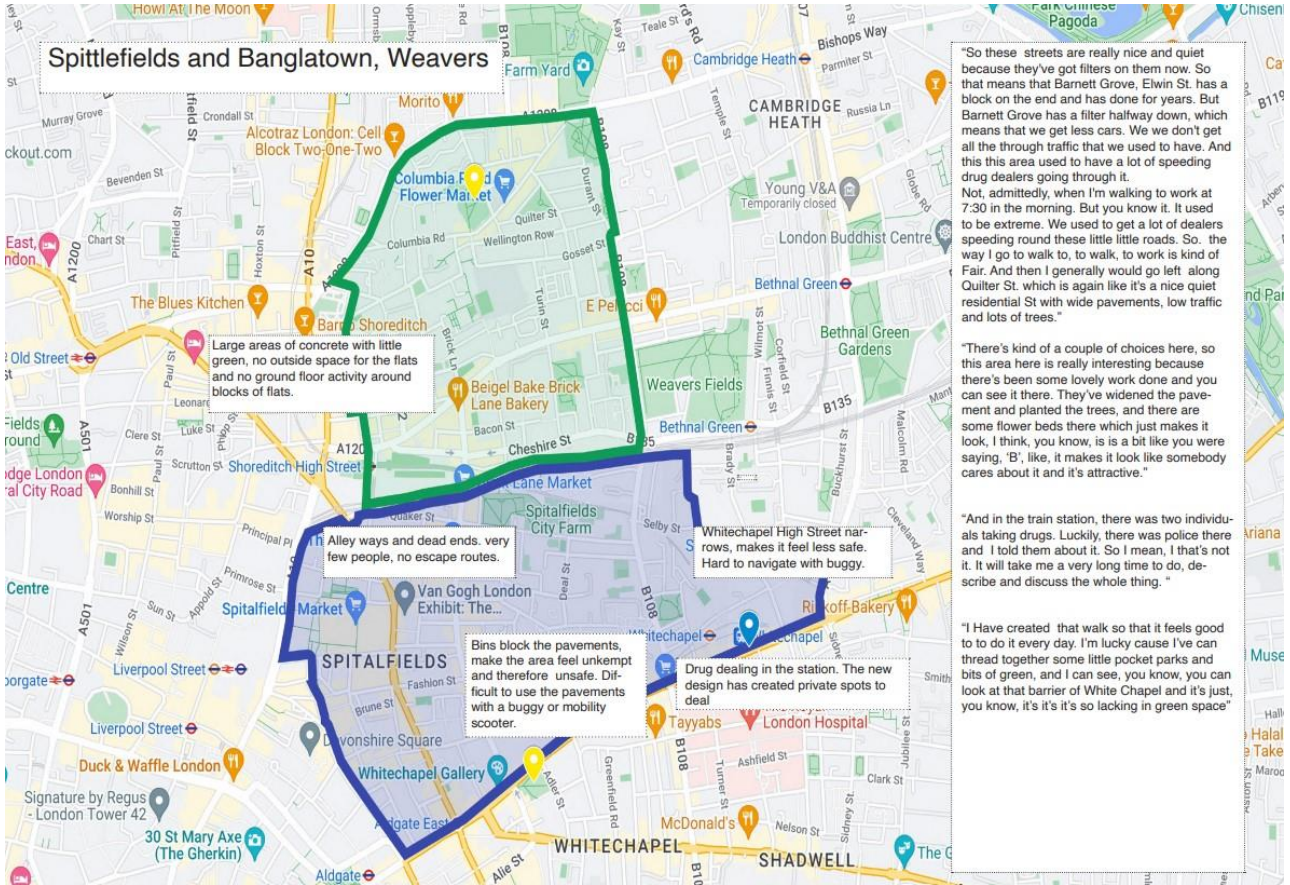 Spittlefields and Banglatown, Weavers
“So these streets are really nice and quiet
because they’ve got filters on them now. So
that means that Barnett Grove, Elwin St. has a
block on the end and has done for years. But
Barnett Grove has a filter halfway down, which
means that we get less cars. We we don’t get
all the through traffic that we used to have. And
this this area used to have a lot of speeding
drug dealers going through it.
Not, admittedly, when I’m walking to work at
7:30 in the morning. But you know it. It used
to be extreme. We used to get a lot of dealers
speeding round these little little roads. So. the
way I go to walk to, to walk, to work is kind of
Fair. And then I generally would go left along
Quilter St. which is again like it’s a nice quiet
residential St with wide pavements, low traffic
and lots of trees.”
“There’s kind of a couple of choices here, so
this area here is really interesting because
there’s been some lovely work done and you
can see it there. They’ve widened the pave-
ment and planted the trees, and there are
some flower beds there which just makes it
look, I think, you know, is is a bit like you were
saying, ‘B’, like, it makes it look like somebody
cares about it and it’s attractive.”
“And in the train station, there was two individu-
als taking drugs. Luckily, there was police there
and I told them about it. So I mean, I that’s not
it. It will take me a very long time to do, de-
scribe and discuss the whole thing. “
“I Have created that walk so that it feels good
to to do it every day. I’m lucky cause I’ve can
thread together some little pocket parks and
bits of green, and I can see, you know, you can
look at that barrier of White Chapel and it’s just,
you know, it’s it’s it’s so lacking in green space”
Large areas of concrete with little
green, no outside space for the flats
and no ground floor activity around
blocks of flats.
Alley ways and dead ends. very
few people, no escape routes.
Whitechapel High Street nar-
rows, makes it feel less safe.
Hard to navigate with buggy.
Bins block the pavements,
make the area feel unkempt
and therefore unsafe. Dif-
ficult to use the pavements
with a buggy or mobility
scooter.
Drug dealing in the station. The new
design has created private spots to
deal
Howl At The Moon
Teale St
Kay St
Pagoda
Bishops Way
Parmiter St
Cambridge Heath
Farm Yard
Temple St
Russia Ln
CAMBRIDGE
HEATH
Morito
Murray Grove
Crondall St
Alcotraz London: Cell
Block Two-One-Two
ckout.com
Bevenden St
Columbia
Flower Market
Durant St
Young V&A
Temporarily closed
Globe Rd
Pitfield St
Chart St
Hoxton St
A1200
A10
Quilter St
Columbia Rd
Wellington Row
Gosset St
London Buddhist Centre
Bethnal Green
The Blues Kitchen
E Pellicci
Turin St
Shoreditch
Wilmot St
Corfield St
Finnis St
Bethnal Green
Gardens
Old Street
Paul St
Brick Ln
Beigel Bake Brick
Lane Bakery
Weavers Fields
B135
Clere St
Luke St
Bacon St
Bethnal Green
Cheshire St
Malcolm Rd
A501
Scrutton St
Shoreditch High Street
Brady St
Buckhurst St
Bonhill St
Lane Market
Worship St
Quaker St
Spitalfields
City Farm
Selby St
Cleveland Way
Principal Pl
Primrose St
Appold St
Sun St
Wilson St
Deal St
B108
Van Gogh London
Exhibit: The...
Spitalfields Market
Rinkoff Bakery
Whitechapel
Whitechapel
A501
Liverpool Street
SPITALFIELDS
Fashion St
Brune St
Tayyabs
London Hospital
Liverpool Street
Devonshire Square
Jubilee St
Ashfield St
Duck & Waffle London
Whitechapel Gallery
Adler St
Greenfield Rd
B108
Turner St
Clark St
Signature by Regus
- London Tower 42
Aldgate East
McDonald's
Nelson St
Sidney St
30 St Mary Axe
(The Gherkin)
WHITECHAPEL
SHADWELL
Alie St
Aldgate